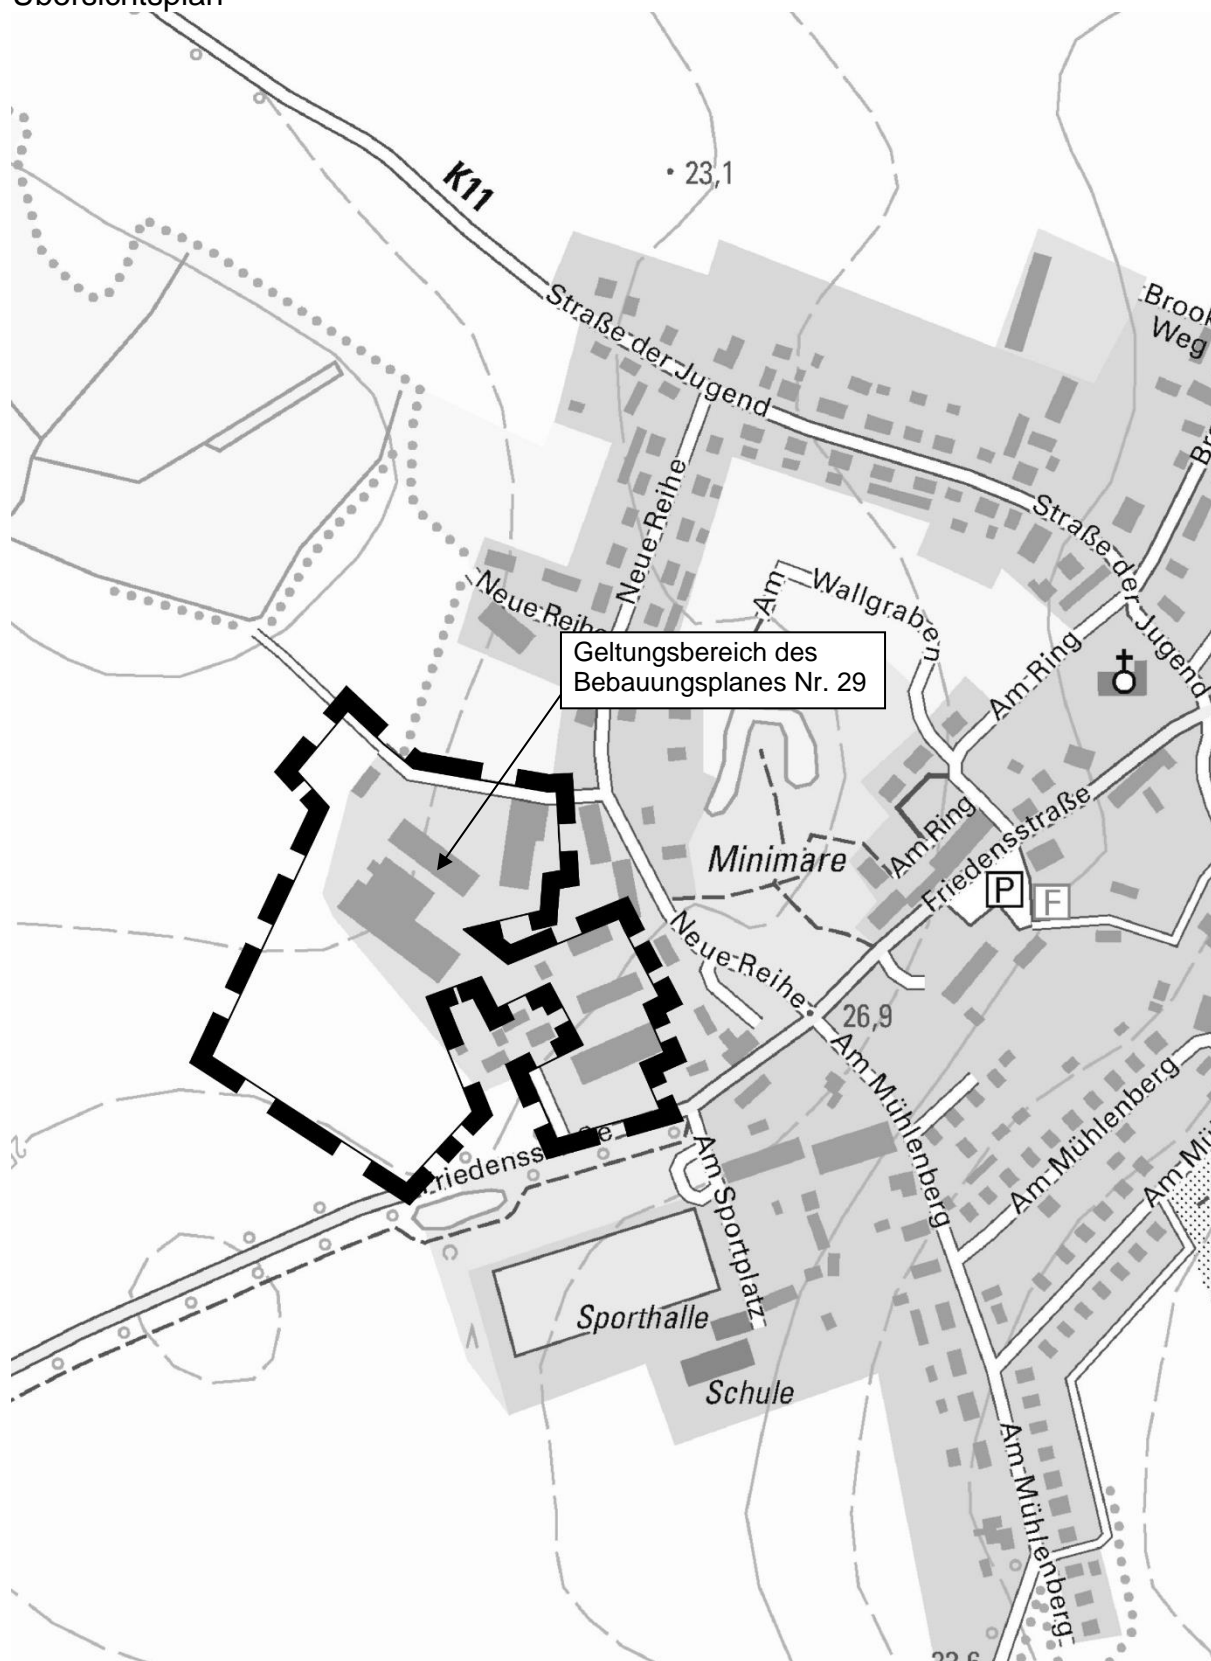 Übersichtsplan
K11
23,1
Straße der Jugend
Brook
Weg
Neue Reihe
Straße der Jugend
Neue Reihe
Am Wallgraben
Am Ring
Geltungsbereich des
Bebauungsplanes Nr. 29
Am Ring
Friedensstraße
Minimare
P
F
Neue Reihe
26,9
Am Mühlenberg
Am Mühlenberg
Am Mü
Am Sportplatz
Sporthalle
Schule
Am Mühlenberg